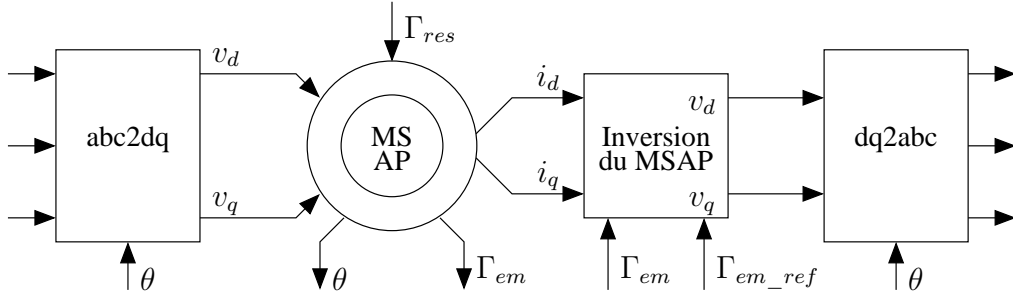 Γres
vd
id
vd
abc2dq
MS
AP
Inversion
du MSAP
dq2abc
vq
iq
vq
θ
θ
Γem
Γem
Γem_ref
θ